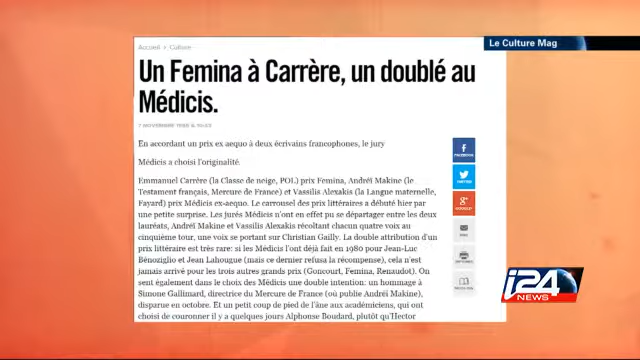 Le Culture Mag
Accueil > Culture
Un Femina à Carrère, un doublé au
Médicis.
7 NOVEMBRE 1995 À
En accordant un prix ex aequo à deux écrivains francophones, le jury
Médicis a choisi l'originalité.
Emmanuel Carrère (la Classe de neige, POL) prix Femina, Andréï Makine (le
Testament français, Mercure de France) et Vassilis Alexakis (la Langue maternelle,
Fayard) prix Médicis ex-aequo. Le carrousel des prix littéraires a débuté hier par
une petite surprise. Les jurés Médicis n'ont en effet pu se départager entre les deux
lauréats, Andréï Makine et Vassilis Alexakis récoltant chacun quatre voix au
cinquième tour, une voix se portant sur Christian Gailly. La double attribution d'un
prix littéraire est très rare: si les Médicis l'ont déjà fait en 1980 pour Jean-Luc
Bénoziglio et Jean Lahougue (mais ce dernier refusa la récompense), cela n'est
jamais arrivé pour les trois autres grands prix (Goncourt, Femina, Renaudot). On
sent également dans le choix des Médicis une double intention: un hommage à
Simone Gallimard, directrice du Mercure de France (où publie Andréï Makine),
disparue en octobre. Et un petit coup de pied de l'âne aux académiciens, qui ont
choisi de couronner il y a quelques jours Alphonse Boudard, plutôt qu'Hector
FACEBOOK
TWITTER
i24
NEWS